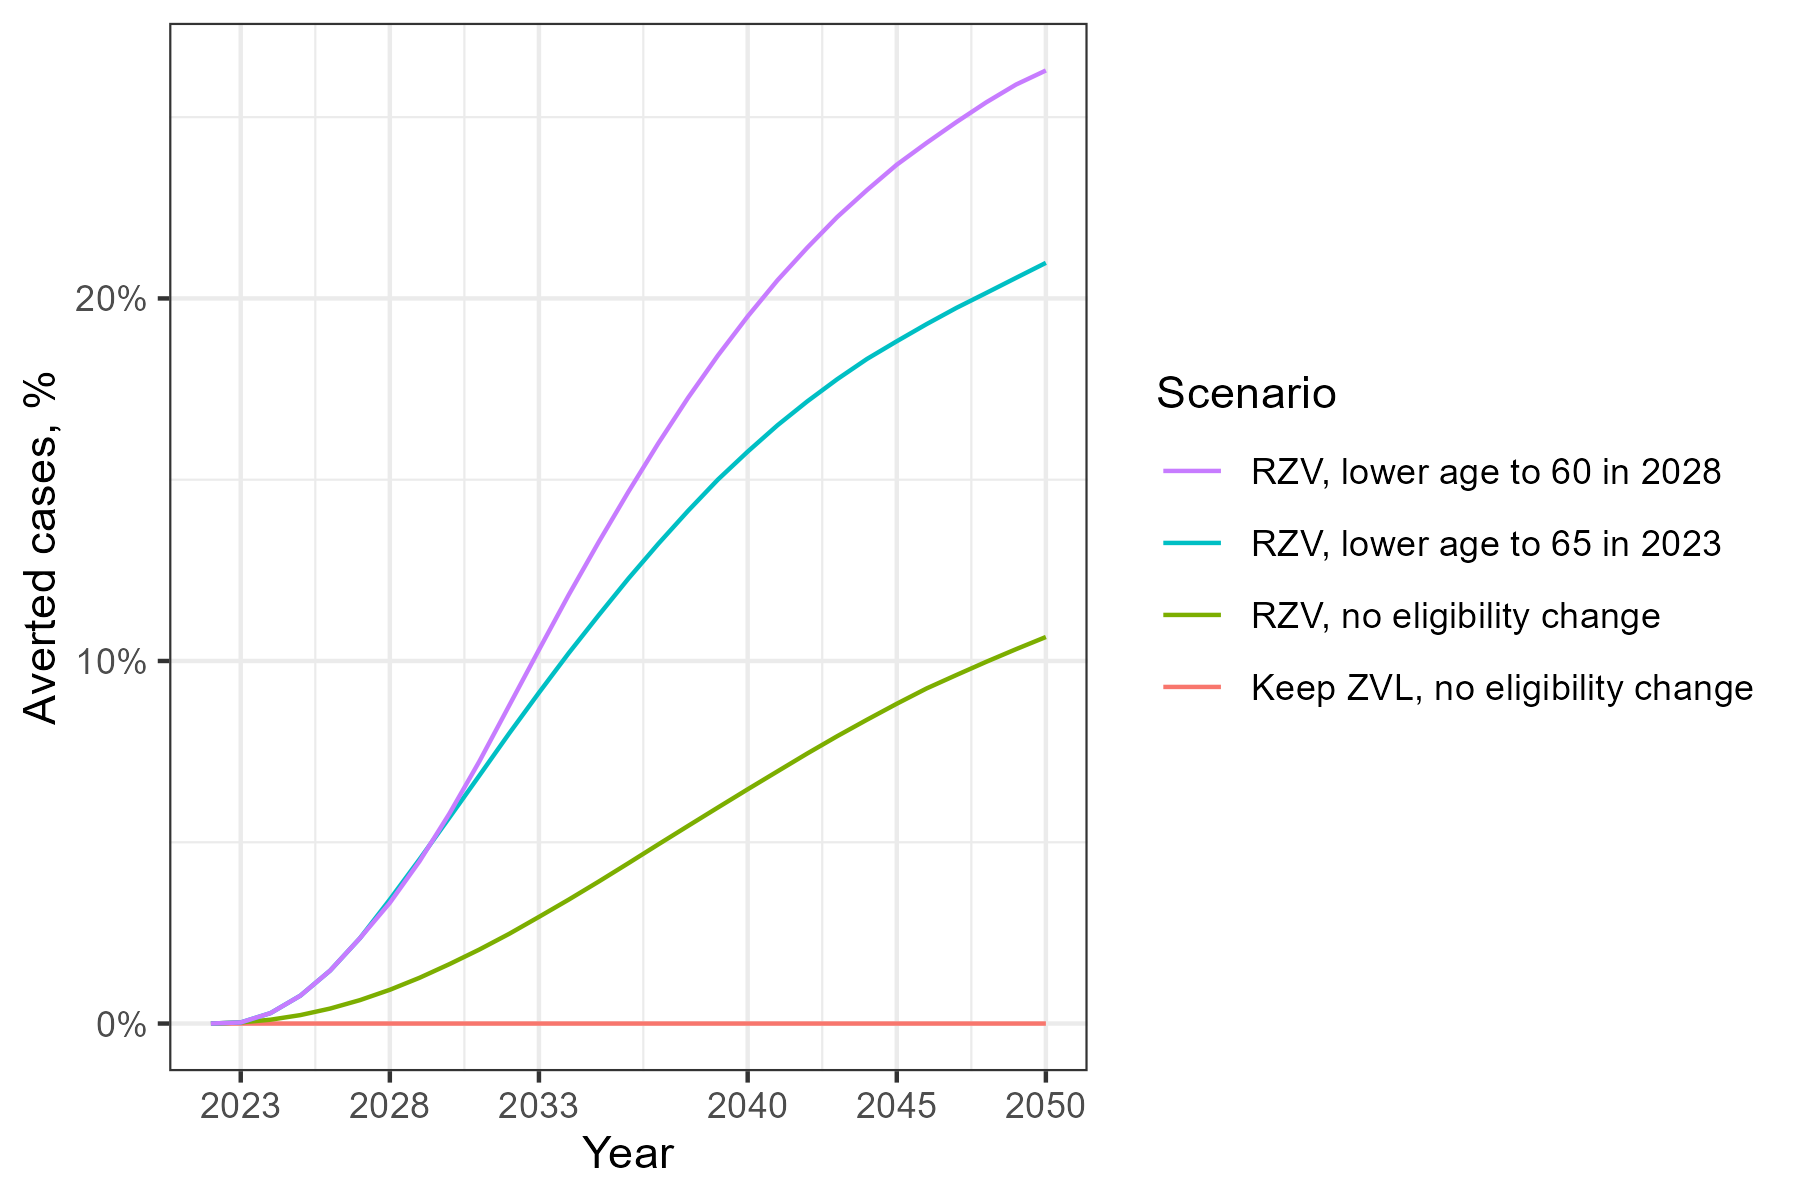 Averted cases, %
20%
10%
0%
2023 2028 2033 2040 2045 2050
Year
Scenario
RZV, lower age to 60 in 2028
RZV, lower age to 65 in 2023
RZV, no eligibility change
Keep ZVL, no eligibility change